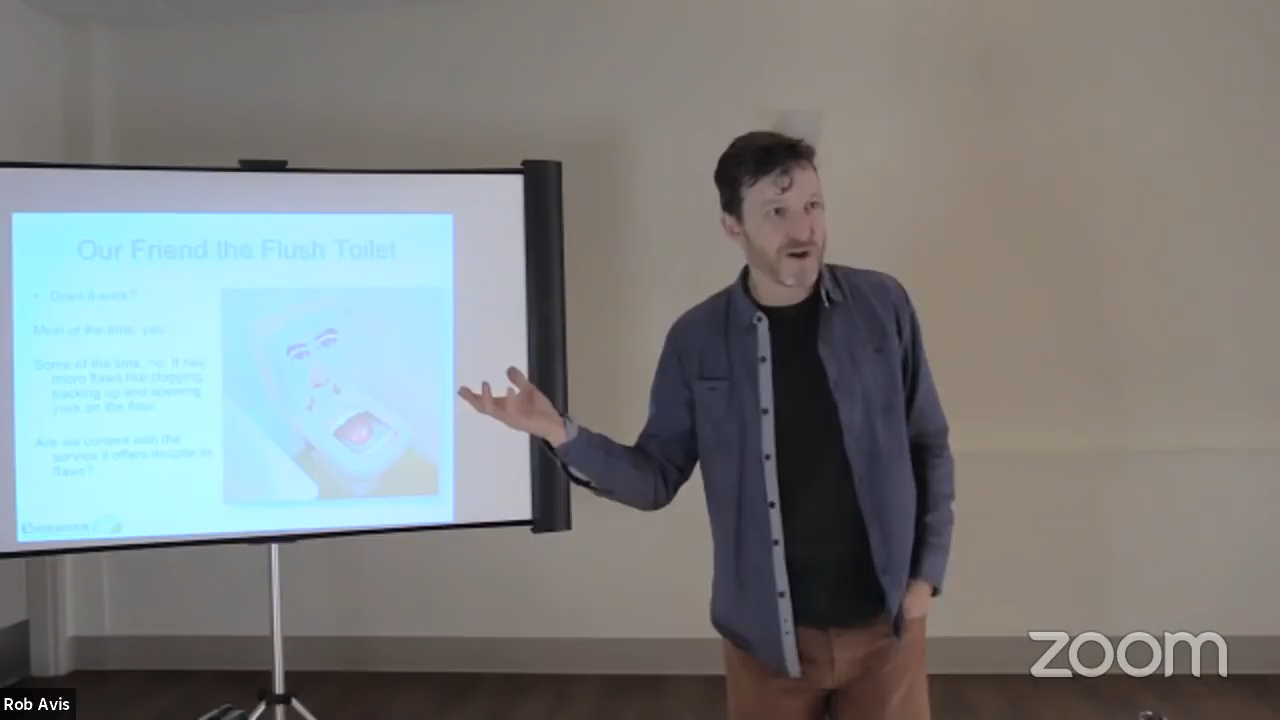 Our Friend the Flush Toilet
• Does it work?
Most of the time, yes.
Some of the time, no. It has
micro flaws like clogging,
backing up and spewing
yuck on the floor.
Are we content with the
service it offers despite its
flaws?
Rob Avis
zoom